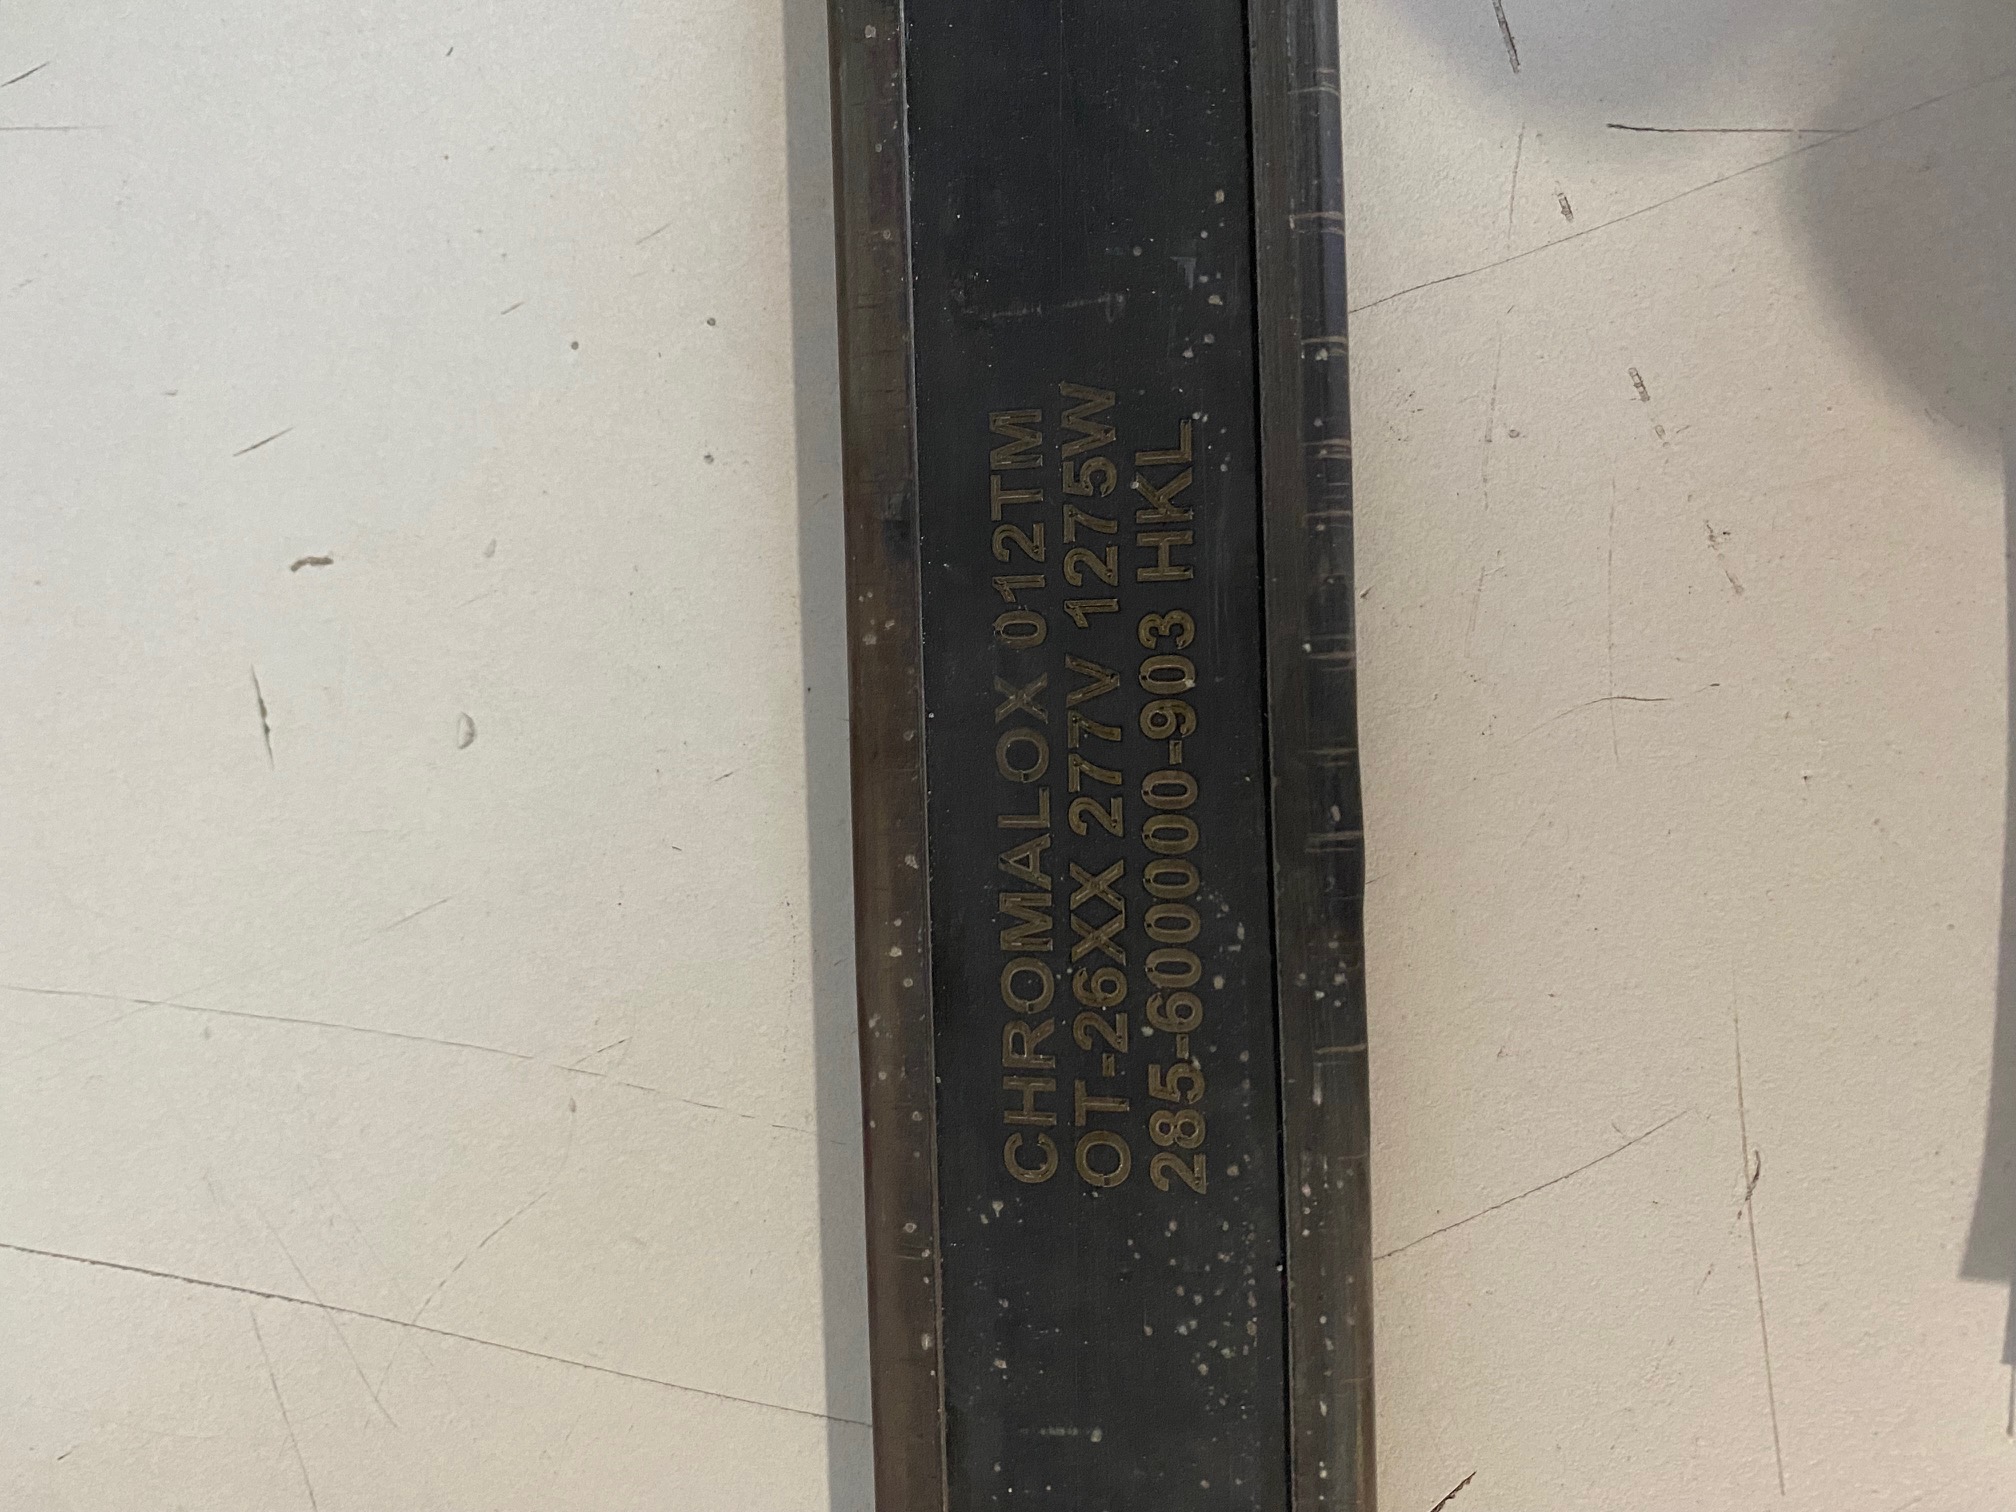 CHROMALOX 012TM
OT-26XX 277V 1275W
285-600000-903 HKL